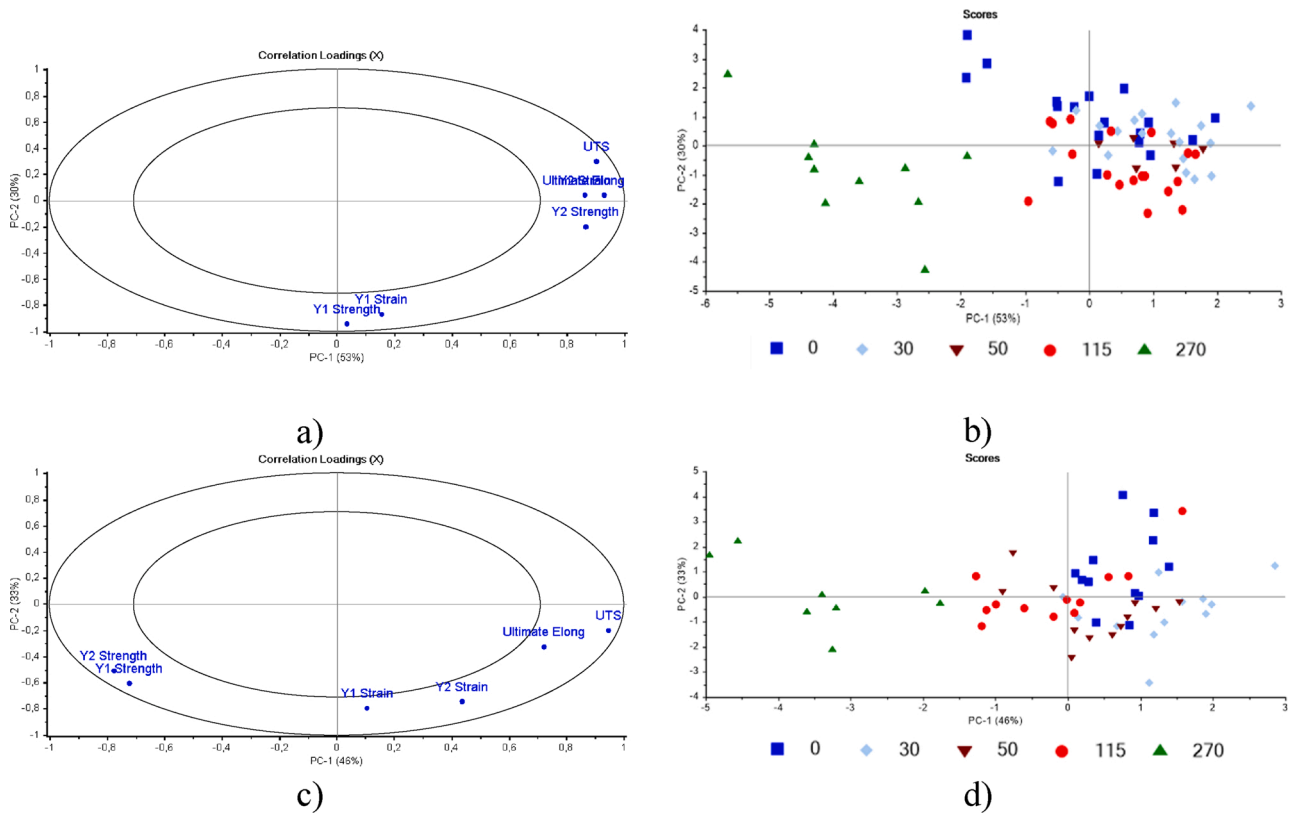 Correlation Loadings (X)
1
0,8
0,6
0,4
0,2
0
-0,2
-0,4
-0,6
-0,8
-1
PC-2 (30%)
UTS
Ultimate Elong
Y2 Strength
Y1 Strain
Y1 Strength
-1 -0,8 -0,6 -0,4 -0,2 0 0,2 0,4 0,6 0,8 1
PC-1 (53%)
a)
Scores
4
3
2
1
0
-1
-2
-3
-4
-5
PC-2 (30%)
-6 -5 -4 -3 -2 -1 0 1 2 3
PC-1 (53%)
0 30 50 115 270
b)
Correlation Loadings (X)
1
0,8
0,6
0,4
0,2
0
-0,2
-0,4
-0,6
-0,8
-1
PC-2 (33%)
UTS
Ultimate Elong
Y2 Strength
Y1 Strength
Y1 Strain
Y2 Strain
-1 -0,8 -0,6 -0,4 -0,2 0 0,2 0,4 0,6 0,8 1
PC-1 (46%)
c)
Scores
5
4
3
2
1
0
-1
-2
-3
-4
PC-2 (33%)
-5 -4 -3 -2 -1 0 1 2 3
PC-1 (46%)
0 30 50 115 270
d)